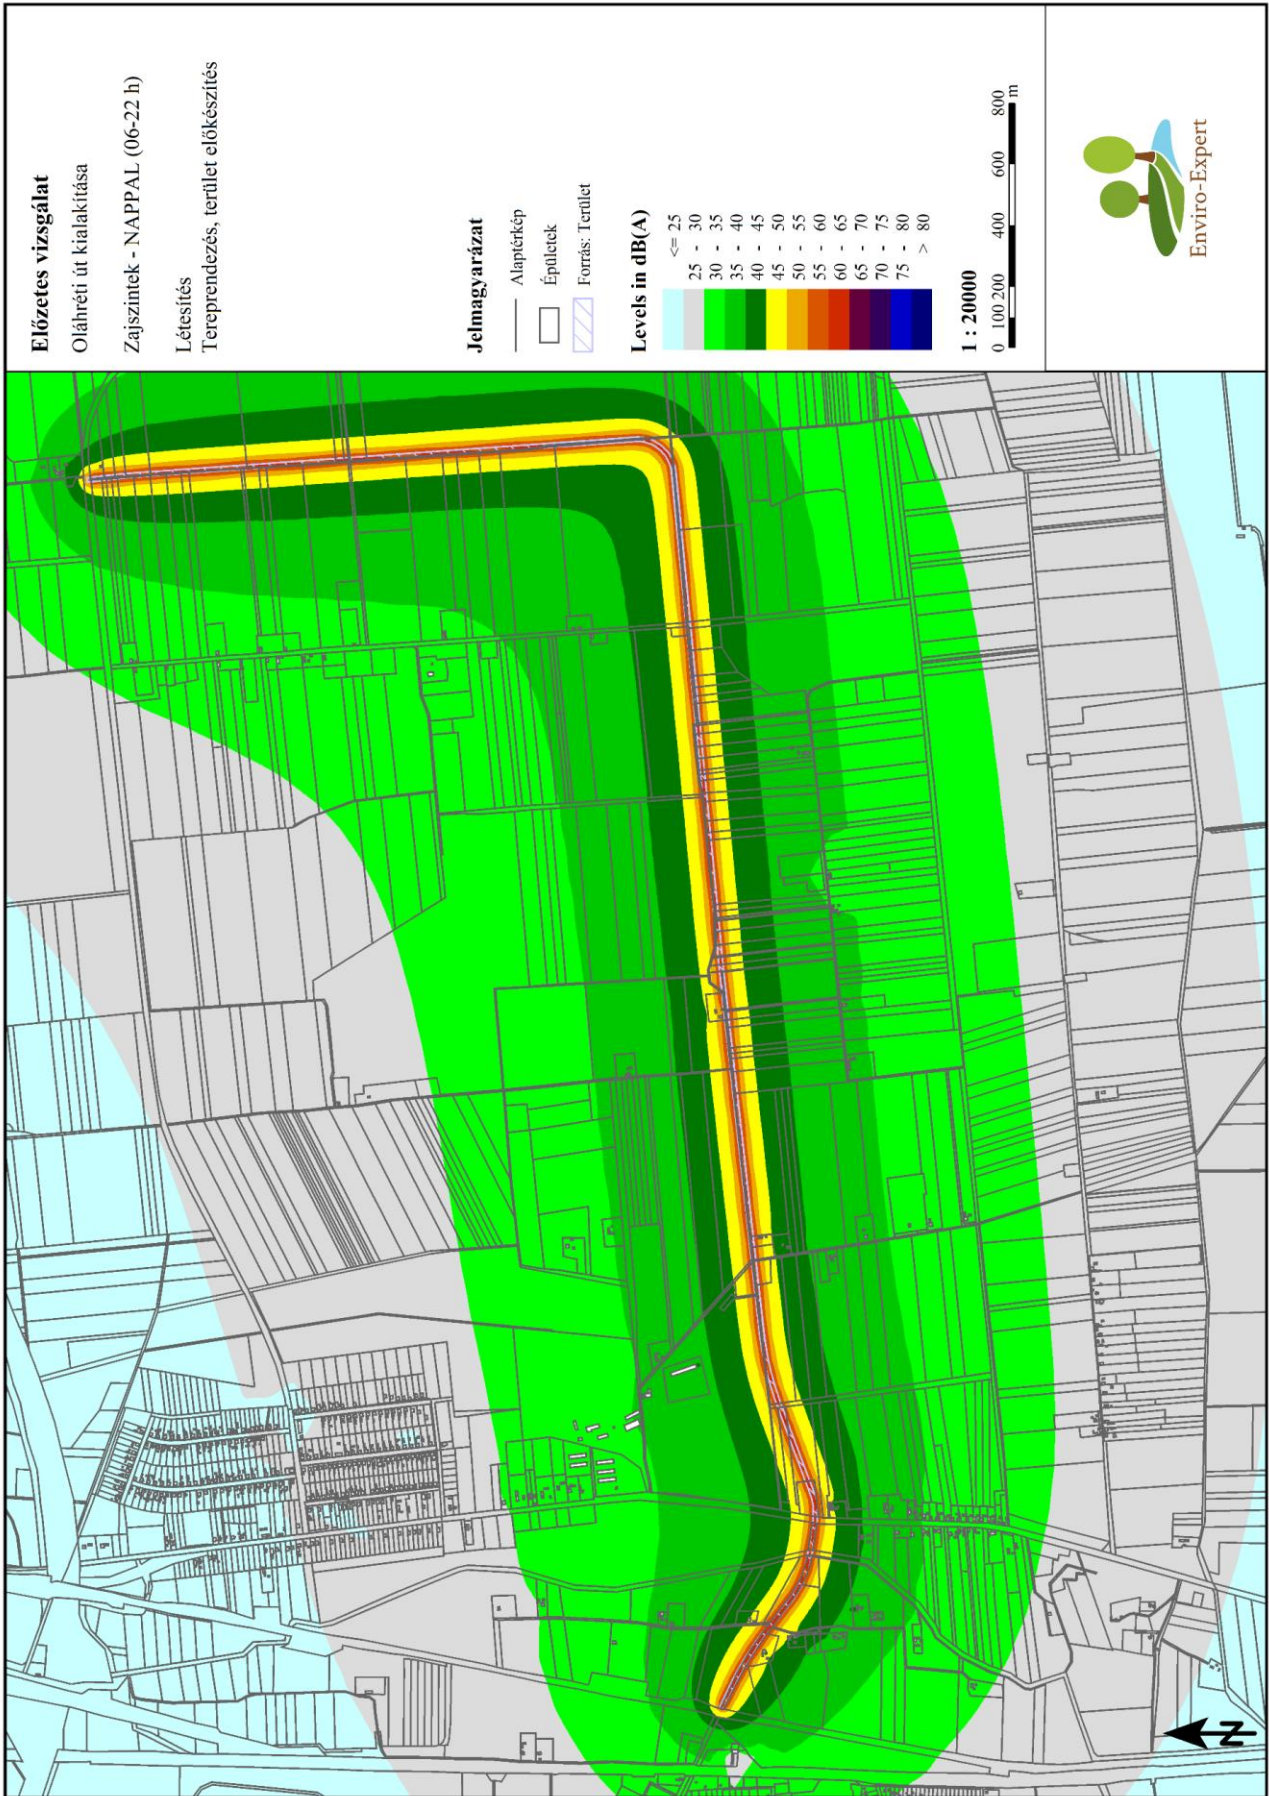 Előzetes vizsgálat
Oláhréti út kialakítása
Zajszintek - NAPPAL (06-22 h)
Létesítés
Tereprendezés, terület előkészítés
Jelmagyarázat
Alaptérkép
Épületek
Forrás: Terület
Levels in dB(A)
<= 25
25 - 30
30 - 35
35 - 40
40 - 45
45 - 50
50 - 55
55 - 60
60 - 65
65 - 70
70 - 75
75 - 80
> 80
1 : 20000
0 100 200 400 600 800
m
Enviro-Expert
N